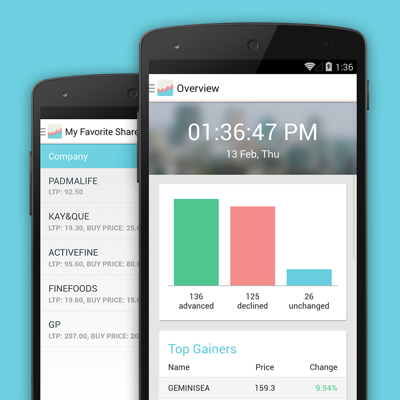 1:36
Overview
01:36:47 PM
13 Feb, Thu
136
advanced
125
declined
26
unchanged
Top Gainers
Name Price Change
GEMINISEA 159.3 9.94%
My Favorite Share
Company
PADMALIFE
LTP: 92.50
KAY&QUE
LTP: 19.30, BUY PRICE: 25.0
ACTIVEFINE
LTP: 95.60, BUY PRICE: 80.
FINEFOODS
LTP: 19.60, BUY PRICE: 15.
GP
LTP: 207.00, BUY PRICE: 20